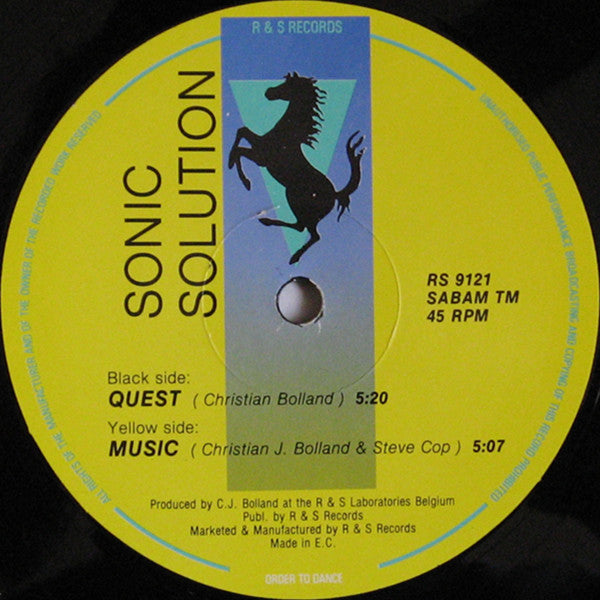 R & S RECORDS
SONIC
SOLUTION
RS 9121
SABAM TM
45 RPM
Black side:
QUEST ( Christian Bolland ) 5:20
Yellow side:
MUSIC ( Christian J. Bolland & Steve Cop ) 5:07
Produced by C.J. Bolland at the R & S Laboratories Belgium
Publ. by R & S Records
Marketed & Manufactured by R & S Records
Made in E.C.
ORDER TO DANCE
ALL RIGHTS OF THE MANUFACTURER AND OF THE OWNER OF THE RECORDED WORK RESERVED
UNAUTHORISED PUBLIC PERFORMANCE BROADCASTING AND COPYING OF THIS RECORD PROHIBITED